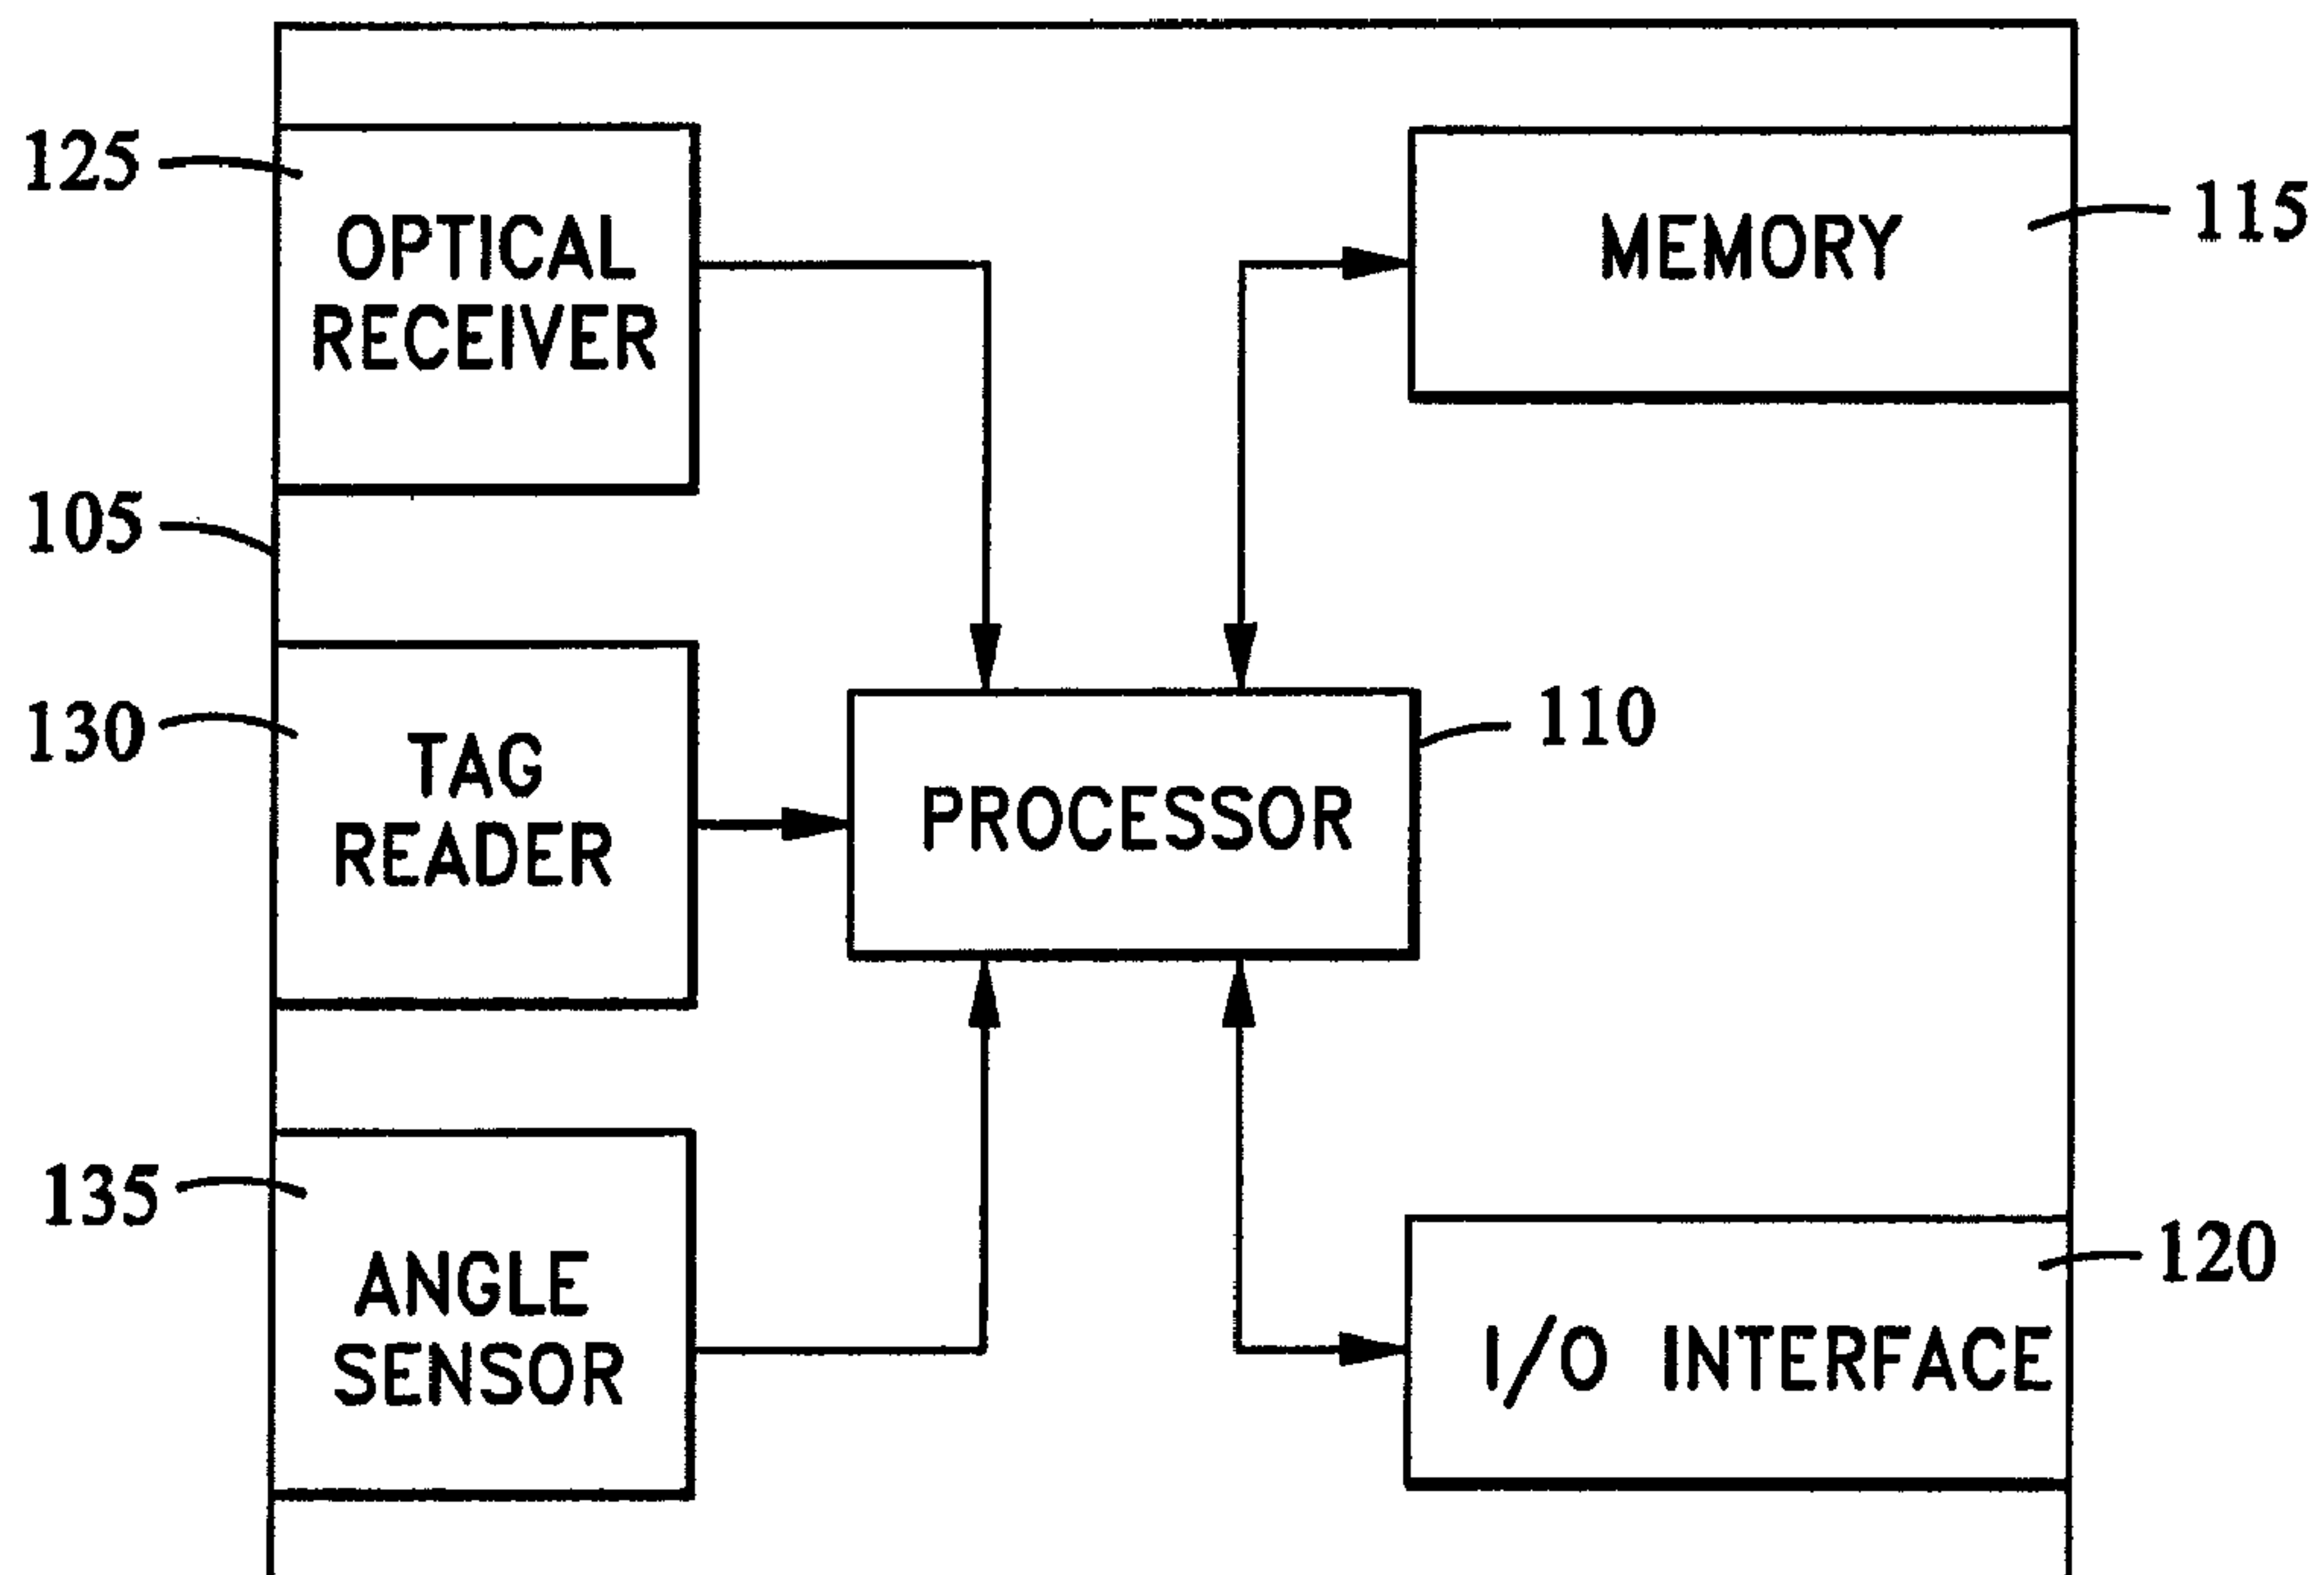 125
OPTICAL
RECEIVER
MEMORY
115
105
130
TAG
READER
PROCESSOR
110
135
ANGLE
SENSOR
I/O INTERFACE
120